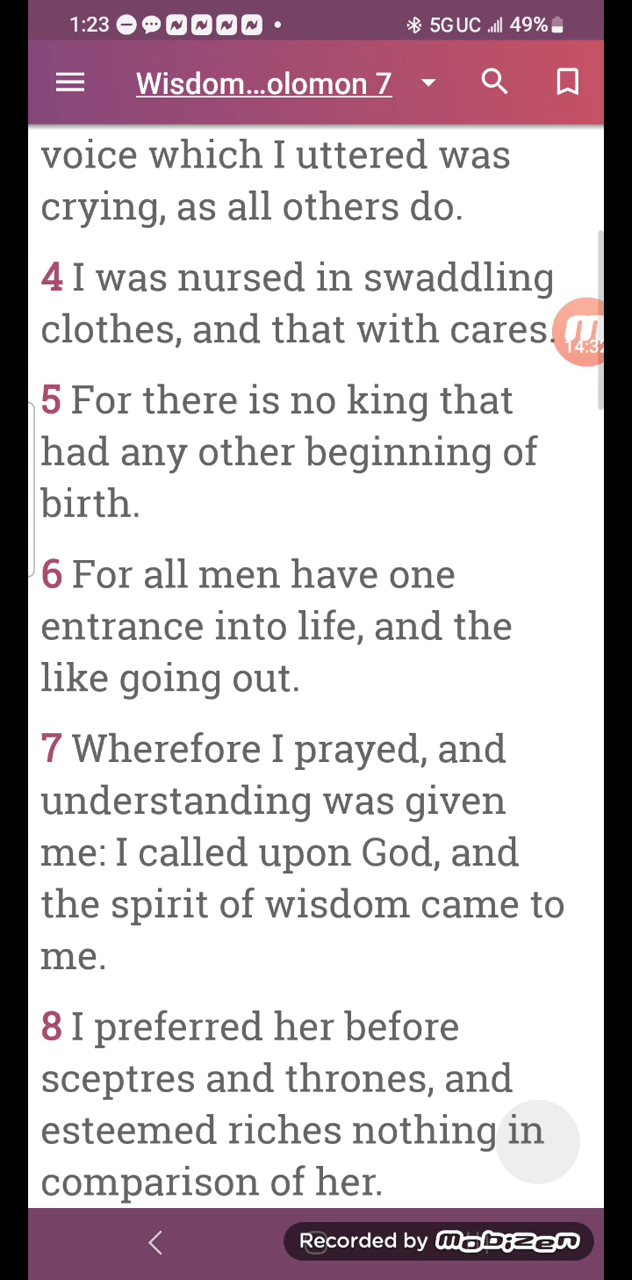 1:23 5GUC 49%
Wisdom...olomon 7
voice which I uttered was
crying, as all others do.
4 I was nursed in swaddling
clothes, and that with cares.
14:32
5 For there is no king that
had any other beginning of
birth.
6 For all men have one
entrance into life, and the
like going out.
7 Wherefore I prayed, and
understanding was given
me: I called upon God, and
the spirit of wisdom came to
me.
8 I preferred her before
sceptres and thrones, and
esteemed riches nothing in
comparison of her.
Recorded by mobizen